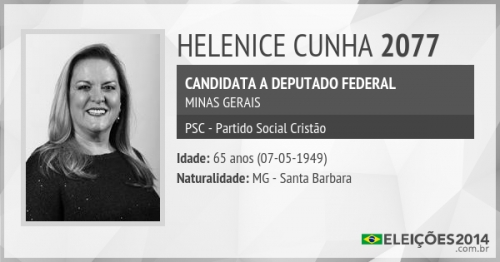 HELENICE CUNHA 2077
CANDIDATA A DEPUTADO FEDERAL
MINAS GERAIS
PSC - Partido Social Cristão
Idade: 65 anos (07-05-1949)
Naturalidade: MG - Santa Barbara
ELEIÇÕES2014
.com.br